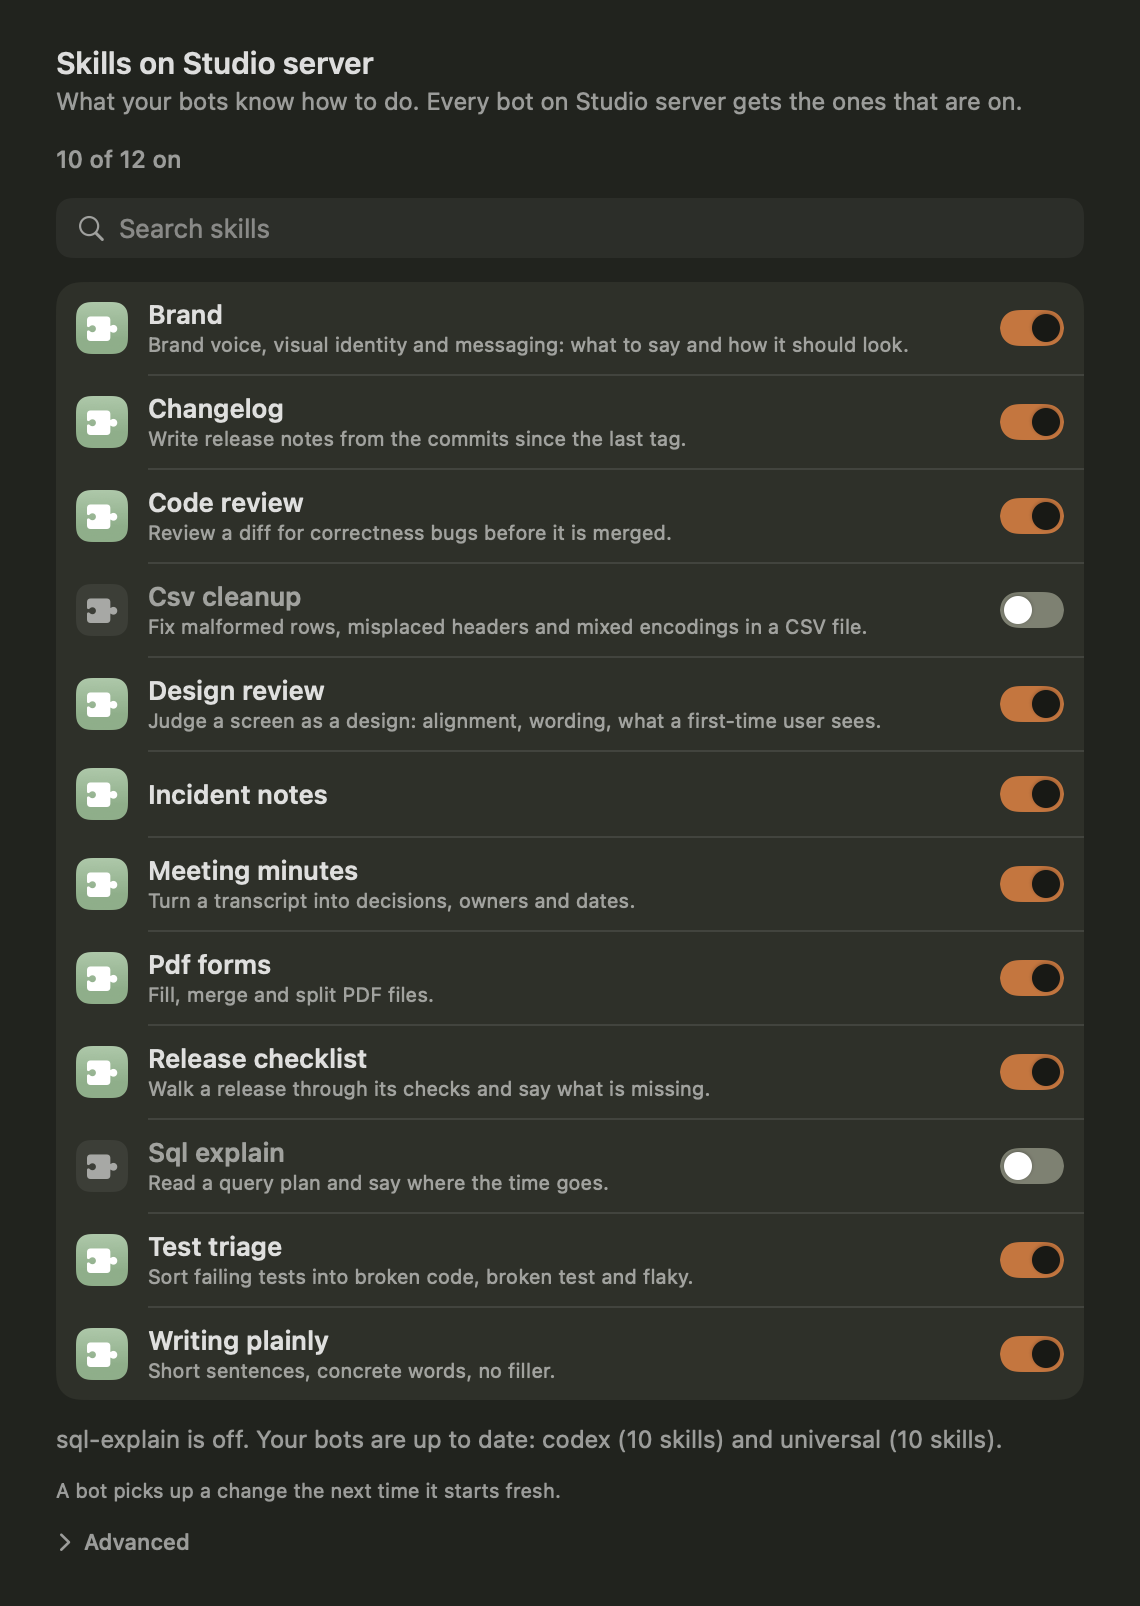 Skills on Studio server
What your bots know how to do. Every bot on Studio server gets the ones that are on.
10 of 12 on
Search skills
Brand
Brand voice, visual identity and messaging: what to say and how it should look.
Changelog
Write release notes from the commits since the last tag.
Code review
Review a diff for correctness bugs before it is merged.
Csv cleanup
Fix malformed rows, misplaced headers and mixed encodings in a CSV file.
Design review
Judge a screen as a design: alignment, wording, what a first-time user sees.
Incident notes
Meeting minutes
Turn a transcript into decisions, owners and dates.
Pdf forms
Fill, merge and split PDF files.
Release checklist
Walk a release through its checks and say what is missing.
Sql explain
Read a query plan and say where the time goes.
Test triage
Sort failing tests into broken code, broken test and flaky.
Writing plainly
Short sentences, concrete words, no filler.
sql-explain is off. Your bots are up to date: codex (10 skills) and universal (10 skills).
A bot picks up a change the next time it starts fresh.
Advanced